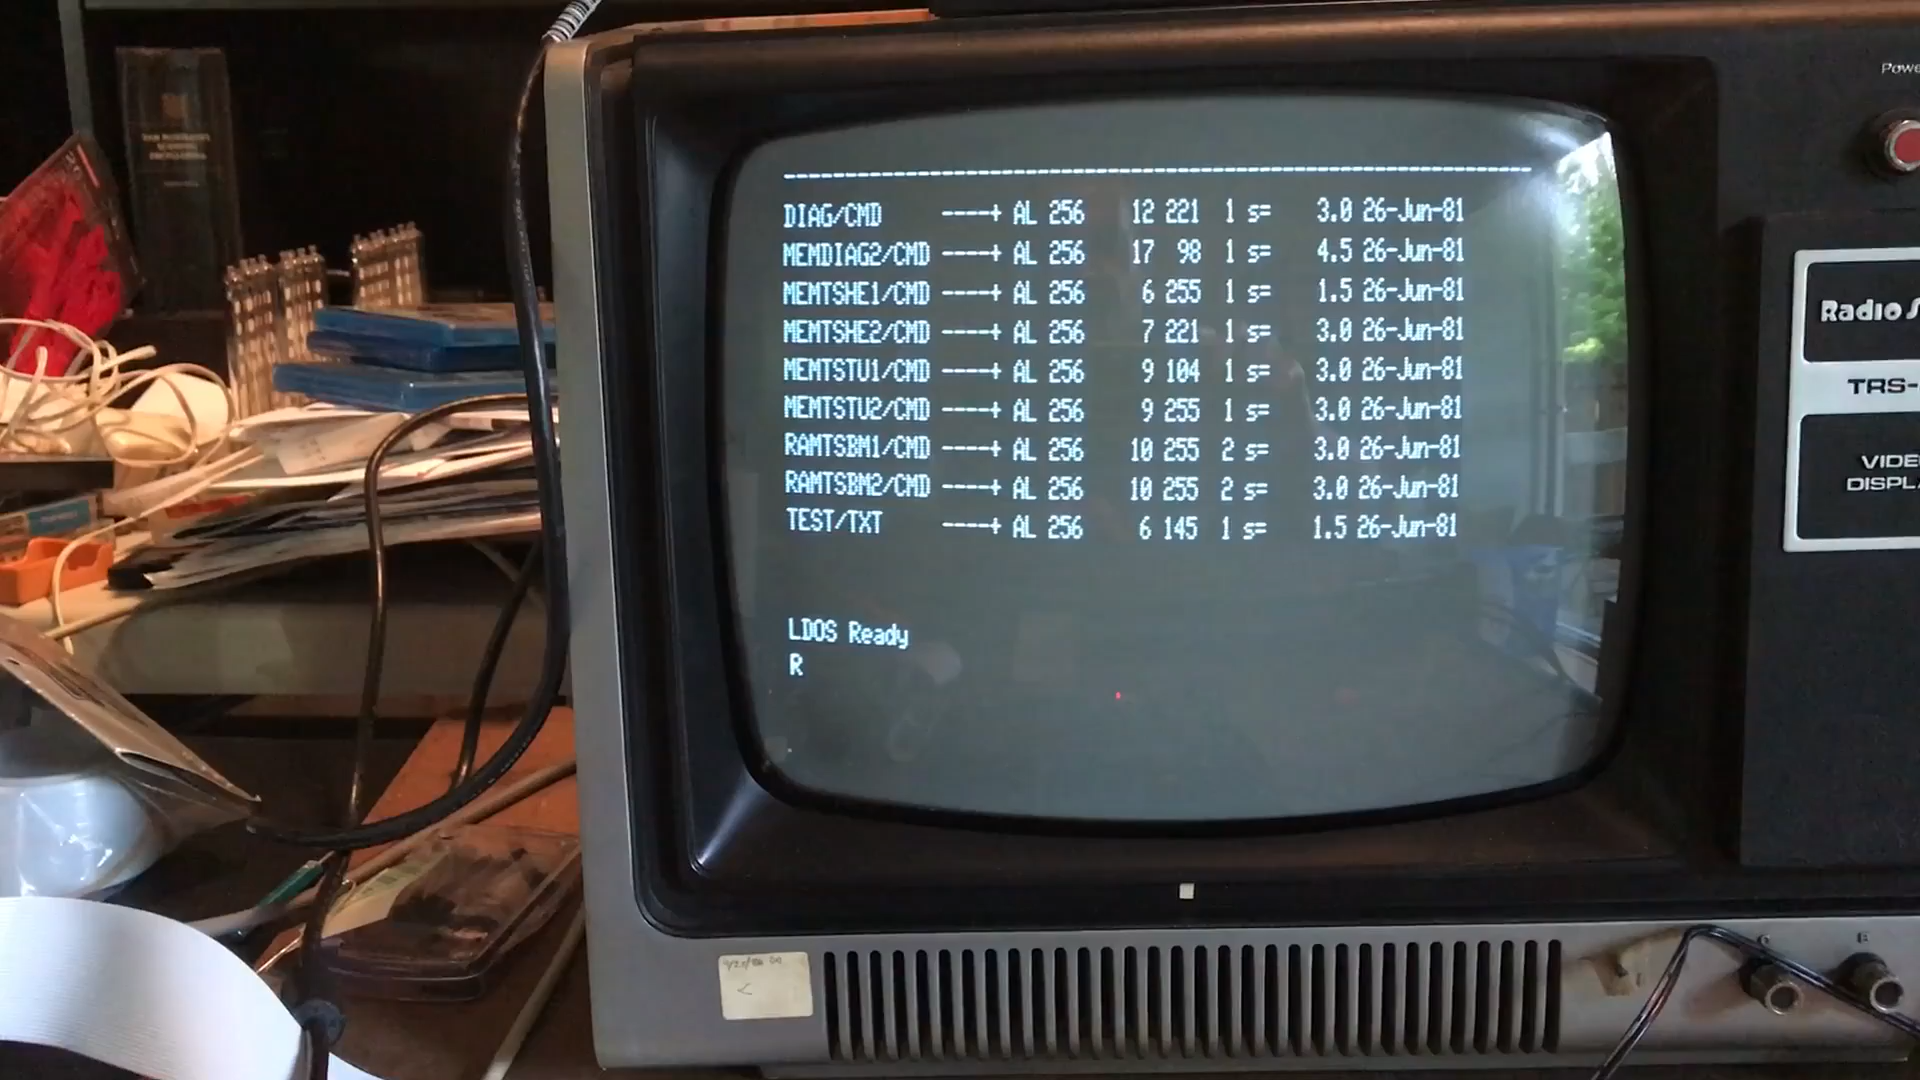 Powe
--------------------------------------------------------------------------------
DIAG/CMD ----+ AL 256 12 221 1 s= 3.0 26-Jun-81
MEMDIAG2/CMD ----+ AL 256 17 98 1 s= 4.5 26-Jun-81
MEMTSHE1/CMD ----+ AL 256 6 255 1 s= 1.5 26-Jun-81
MEMTSHE2/CMD ----+ AL 256 7 221 1 s= 3.0 26-Jun-81
MEMTSTU1/CMD ----+ AL 256 9 104 1 s= 3.0 26-Jun-81
MEMTSTU2/CMD ----+ AL 256 9 255 1 s= 3.0 26-Jun-81
RAMTSBM1/CMD ----+ AL 256 10 255 2 s= 3.0 26-Jun-81
RAMTSBM2/CMD ----+ AL 256 10 255 2 s= 3.0 26-Jun-81
TEST/TXT ----+ AL 256 6 145 1 s= 1.5 26-Jun-81
LDOS Ready
R
Radio S
TRS-
VIDE
DISPLA